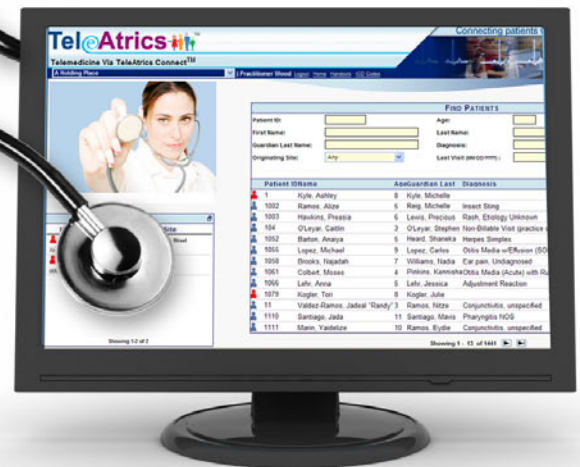 Tel@Atrics™
Connecting patients
Telemedicine Via TeleAtrics Connect™
A Holding Place
Practitioner Wood Logout Home Handouts ICD Codes
FIND PATIENTS
Patient ID: Age:
First Name: Last Name:
Guardian Last Name: Diagnosis:
Originating Site: Any Last Visit
Patient ID Name Age Guardian Last Diagnosis
1 Kyle, Ashley 8 Kyle, Michelle
1002 Ramos, Alize 5 Reig, Michelle Insect Sting
1003 Hawkins, Preasia 6 Lewis, Precious Rash, Etiology Unknown
104 O'Leyar, Caitlin 3 O'Leyar, Stephen Non-Billable Visit (practice
1052 Barton, Anaiya 5 Heard, Shaneka Herpes Simplex
1055 Lopez, Michael 9 Lopez, Carlos Otitis Media w/Effusion
1058 Brooks, Najadah 7 Williams, Nadia Ear pain, Undiagnosed
1061 Colbert, Moses 4 Pinkins, Kennisha Otitis Media (Acute) with
1066 Lehr, Anna 5 Lehr, Jessica Adjustment Reaction
1079 Kogler, Tori 8 Kogler, Julie
11 Valdez-Ramos, Jadeal "Randy" 3 Ramos, Nitza Conjunctivitis, unspecified
1110 Santiago, Jada 11 Santiago, Mavis Pharyngitis NOS
1111 Marin, Yaidelize 10 Ramos, Eydie Conjunctivitis, unspecified
Site
Showing 1-2 of 2
Showing 1 - 13 of 1441